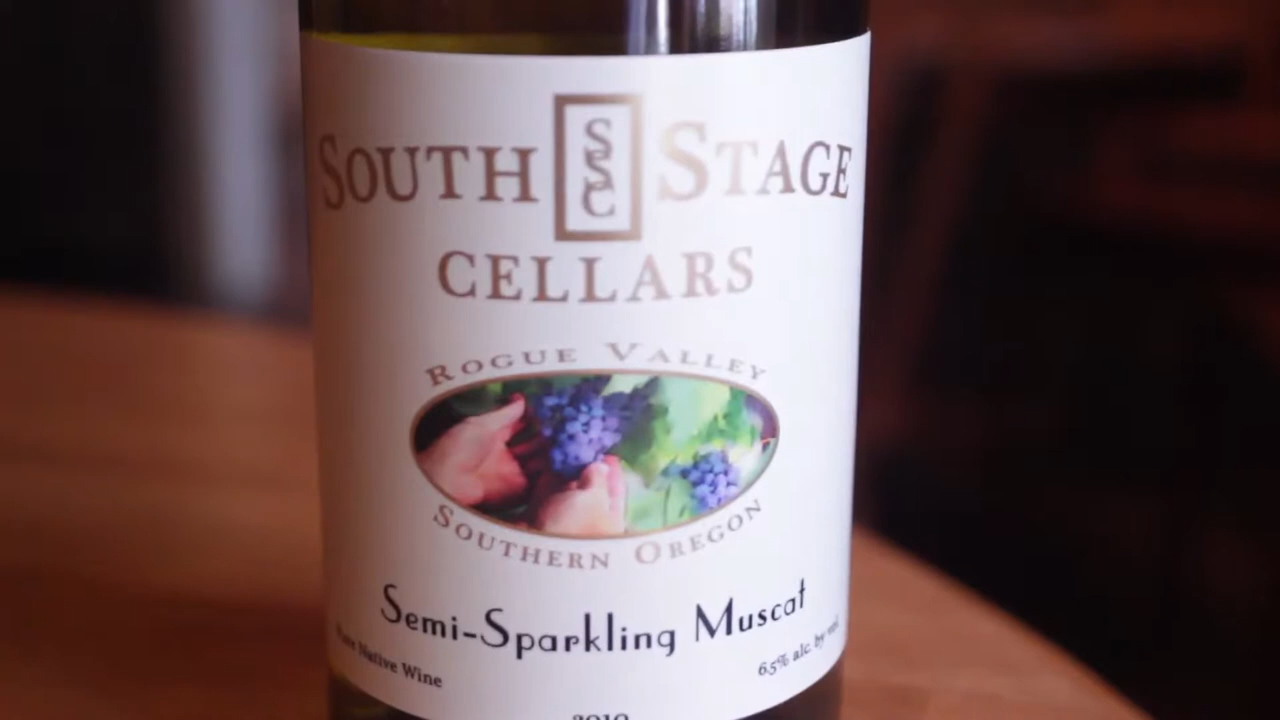 SOUTH SSC STAGE
CELLARS
ROGUE VALLEY
SOUTHERN OREGON
Semi-Sparkling Muscat
Native Wine
6.5% alc. by vol.